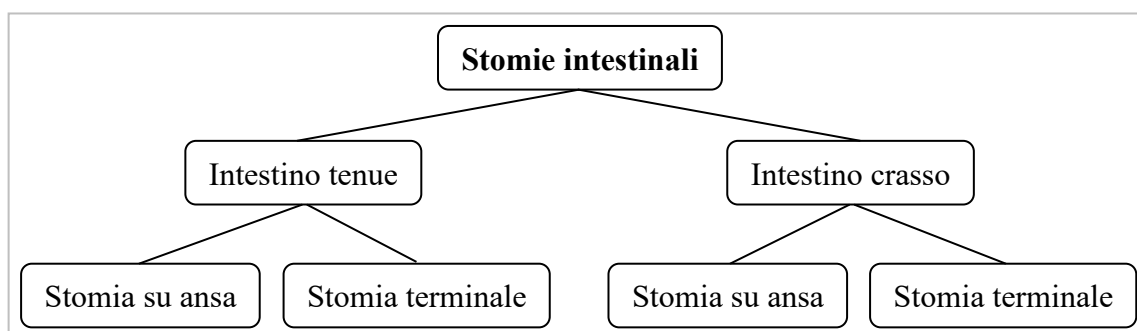 Stomie intestinali
Intestino tenue
Intestino crasso
Stomia su ansa
Stomia terminale
Stomia su ansa
Stomia terminale